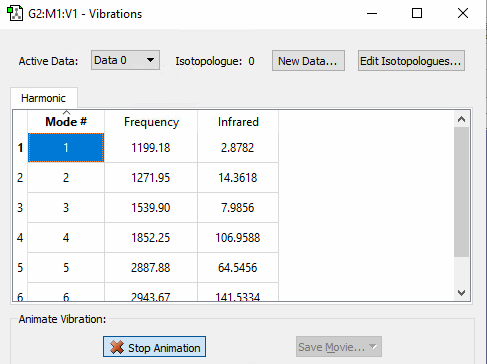 G2:M1:V1 - Vibrations
Active Data: Data 0 Isotopologue: 0 New Data... Edit Isotopologues...
Harmonic
Mode # Frequency Infrared
1 1 1199.18 2.8782
2 2 1271.95 14.3618
3 3 1539.90 7.9856
4 4 1852.25 106.9588
5 5 2887.88 64.5456
6 6 2943.67 141.5334
Animate Vibration:
Stop Animation Save Movie...